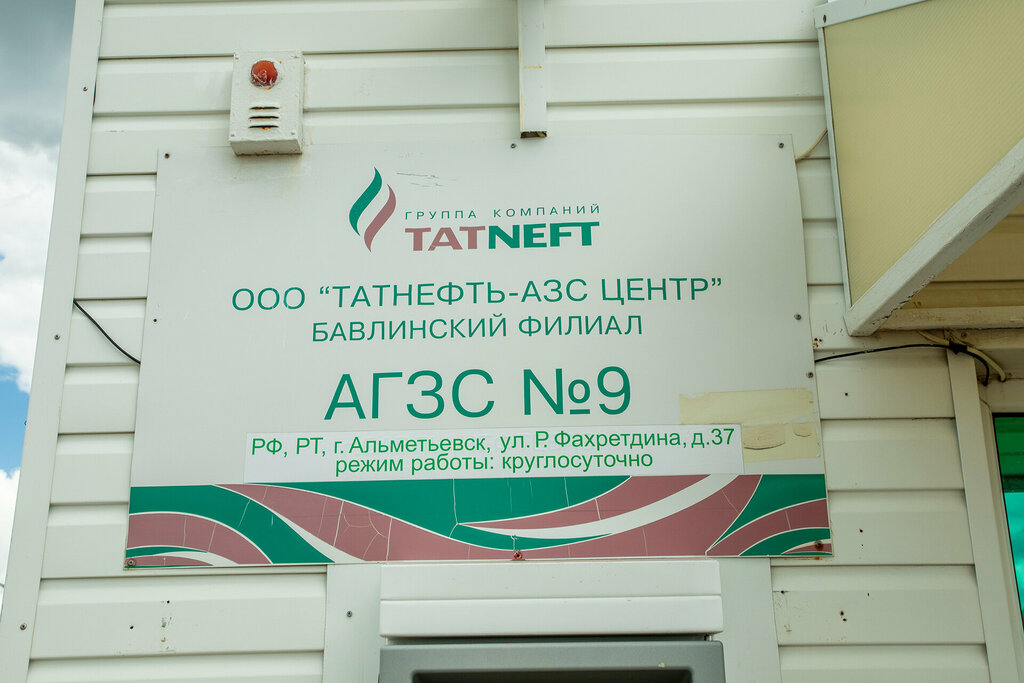 ГРУППА КОМПАНИЙ
TATNEFT
ООО “ТАТНЕФТЬ-АЗС ЦЕНТР”
БАВЛИНСКИЙ ФИЛИАЛ
АГЗС №9
РФ, РТ, г. Альметьевск, ул. Р. Фахретдина, д.37
режим работы: круглосуточно